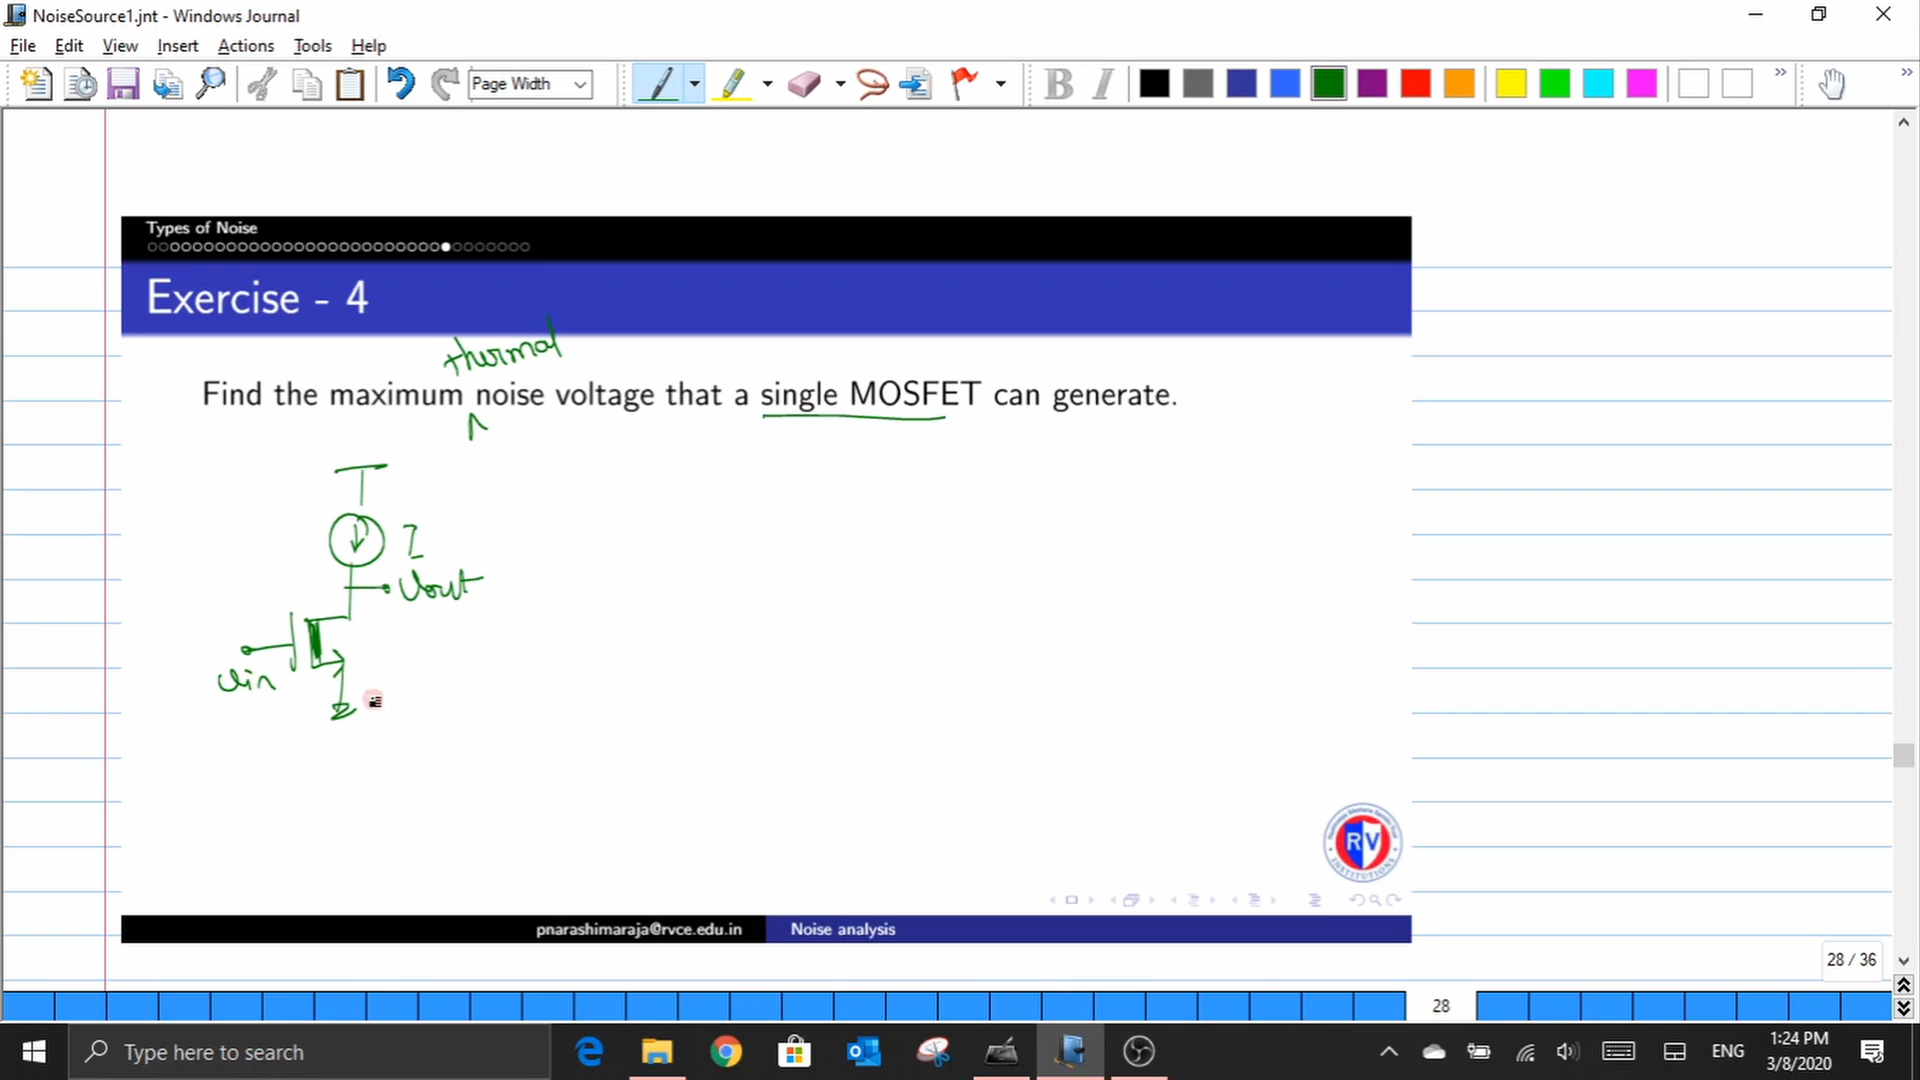 NoiseSource1.jnt - Windows Journal
File Edit View Insert Actions Tools Help
Page Width
B I
Types of Noise
Exercise - 4
thermal
Find the maximum noise voltage that a single MOSFET can generate.
I
Vout
Vin
RV
INSTITUTIONS
pnarashimaraja@rvce.edu.in Noise analysis
28 / 36
28
Type here to search
ENG
1:24 PM
3/8/2020